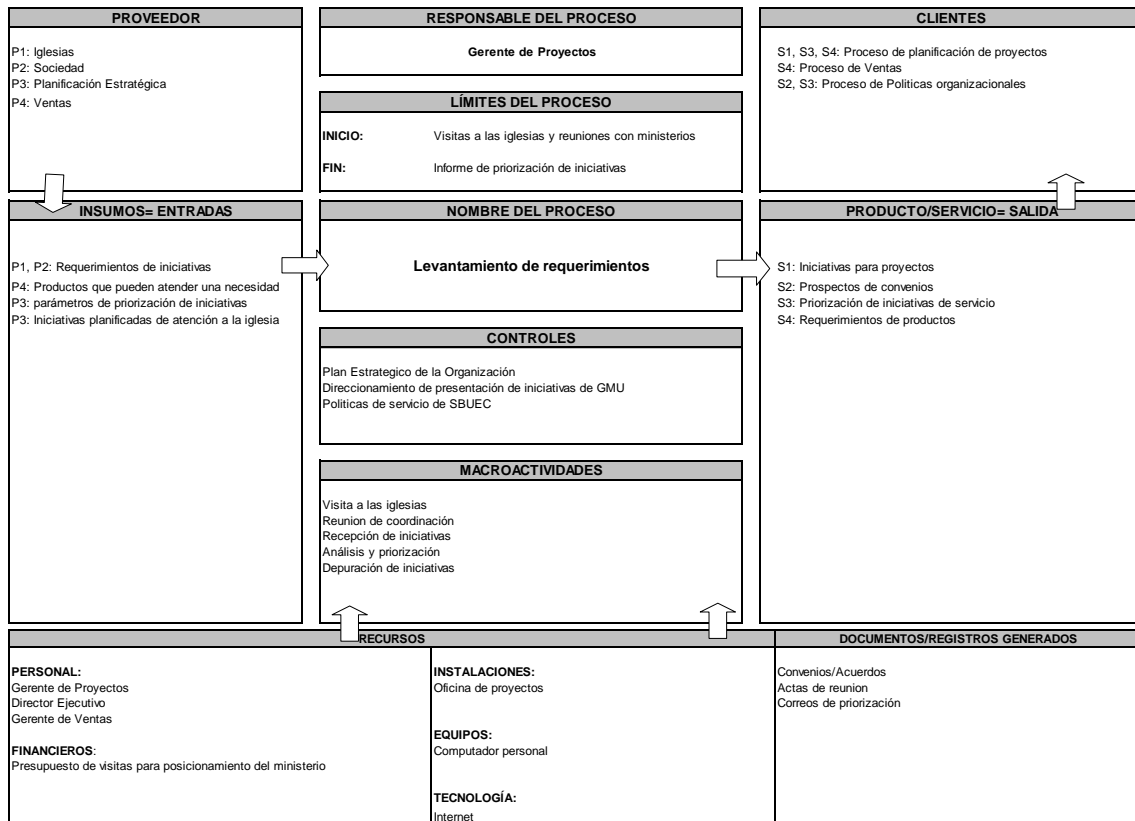 PROVEEDOR
P1: Iglesias
P2: Sociedad
P3: Planificación Estratégica
P4: Ventas
RESPONSABLE DEL PROCESO
Gerente de Proyectos
LÍMITES DEL PROCESO
INICIO: Visitas a las iglesias y reuniones con ministerios
FIN: Informe de priorización de iniciativas
CLIENTES
S1, S3, S4: Proceso de planificación de proyectos
S4: Proceso de Ventas
S2, S3: Proceso de Politicas organizacionales
INSUMOS= ENTRADAS
P1, P2: Requerimientos de iniciativas
P4: Productos que pueden atender una necesidad
P3: parámetros de priorización de iniciativas
P3: Iniciativas planificadas de atención a la iglesia
NOMBRE DEL PROCESO
Levantamiento de requerimientos
CONTROLES
Plan Estrategico de la Organización
Direccionamiento de presentación de iniciativas de GMU
Politicas de servicio de SBUEC
MACROACTIVIDADES
Visita a las iglesias
Reunion de coordinación
Recepción de iniciativas
Análisis y priorización
Depuración de iniciativas
PRODUCTO/SERVICIO= SALIDA
S1: Iniciativas para proyectos
S2: Prospectos de convenios
S3: Priorización de iniciativas de servicio
S4: Requerimientos de productos
RECURSOS
PERSONAL:
Gerente de Proyectos
Director Ejecutivo
Gerente de Ventas
FINANCIEROS:
Presupuesto de visitas para posicionamiento del ministerio
INSTALACIONES:
Oficina de proyectos
EQUIPOS:
Computador personal
TECNOLOGÍA:
Internet
DOCUMENTOS/REGISTROS GENERADOS
Convenios/Acuerdos
Actas de reunion
Correos de priorización